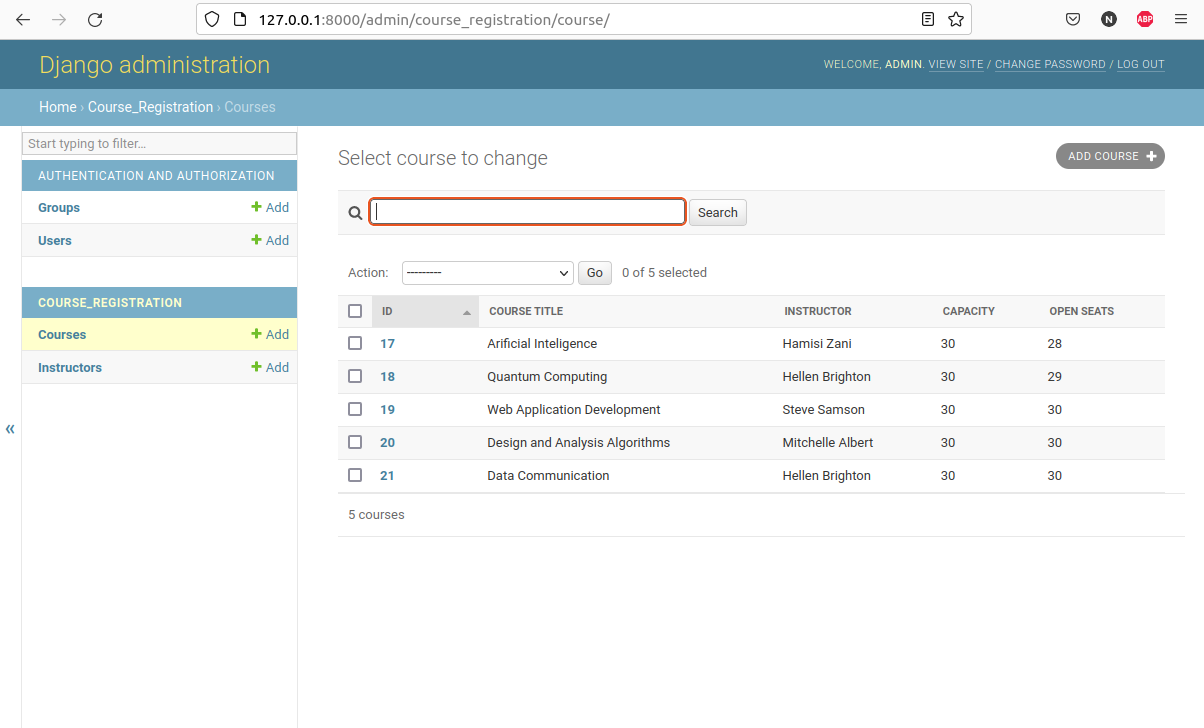 127.0.0.1:8000/admin/course_registration/course/
N
ABP
Django administration
WELCOME, ADMIN. VIEW SITE / CHANGE PASSWORD / LOG OUT
Home › Course_Registration › Courses
Start typing to filter...
AUTHENTICATION AND AUTHORIZATION
Groups + Add
Users + Add
COURSE_REGISTRATION
Courses + Add
Instructors + Add
«
Select course to change
ADD COURSE +
Search
Action: --------- Go 0 of 5 selected
ID COURSE TITLE INSTRUCTOR CAPACITY OPEN SEATS
17 Arificial Inteligence Hamisi Zani 30 28
18 Quantum Computing Hellen Brighton 30 29
19 Web Application Development Steve Samson 30 30
20 Design and Analysis Algorithms Mitchelle Albert 30 30
21 Data Communication Hellen Brighton 30 30
5 courses